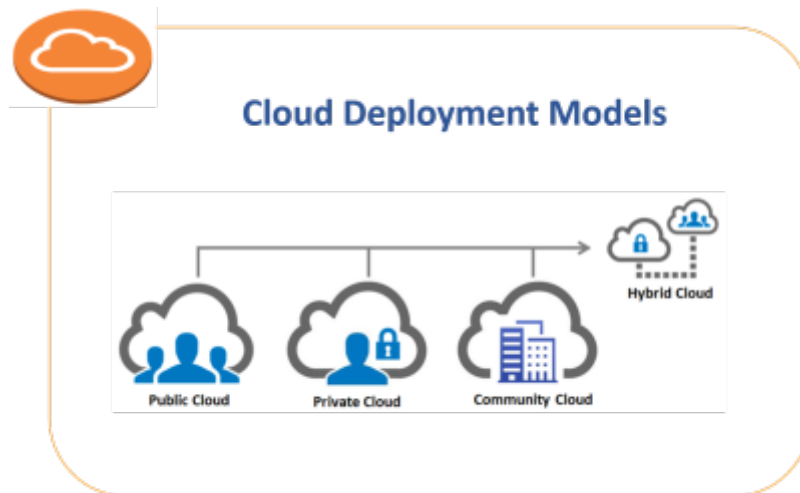 Cloud Deployment Models
Hybrid Cloud
Public Cloud
Private Cloud
Community Cloud